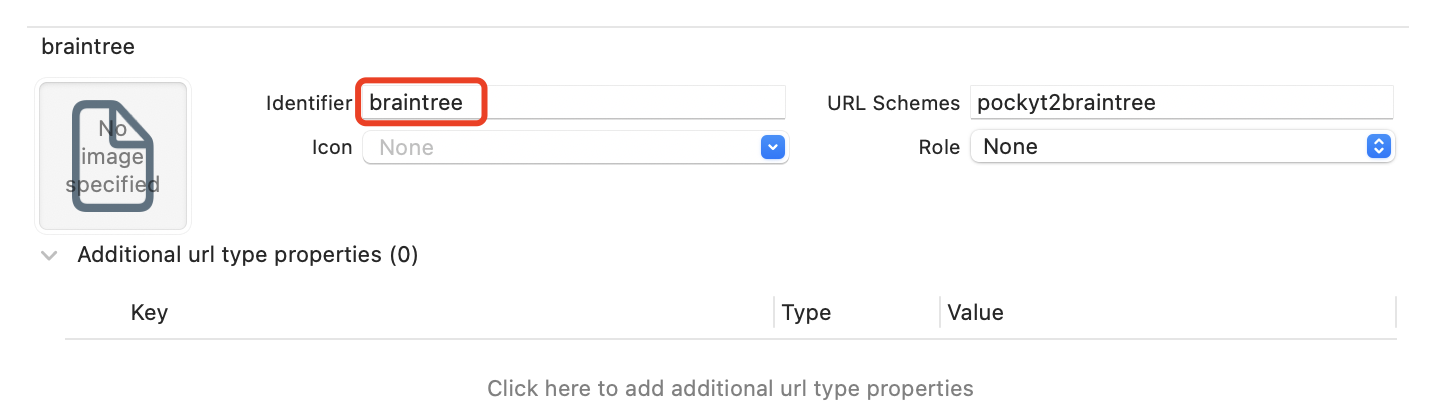 braintree
No
image
specified
Identifier braintree URL Schemes pockyt2braintree
Icon None Role None
Additional url type properties (0)
Key Type Value
Click here to add additional url type properties